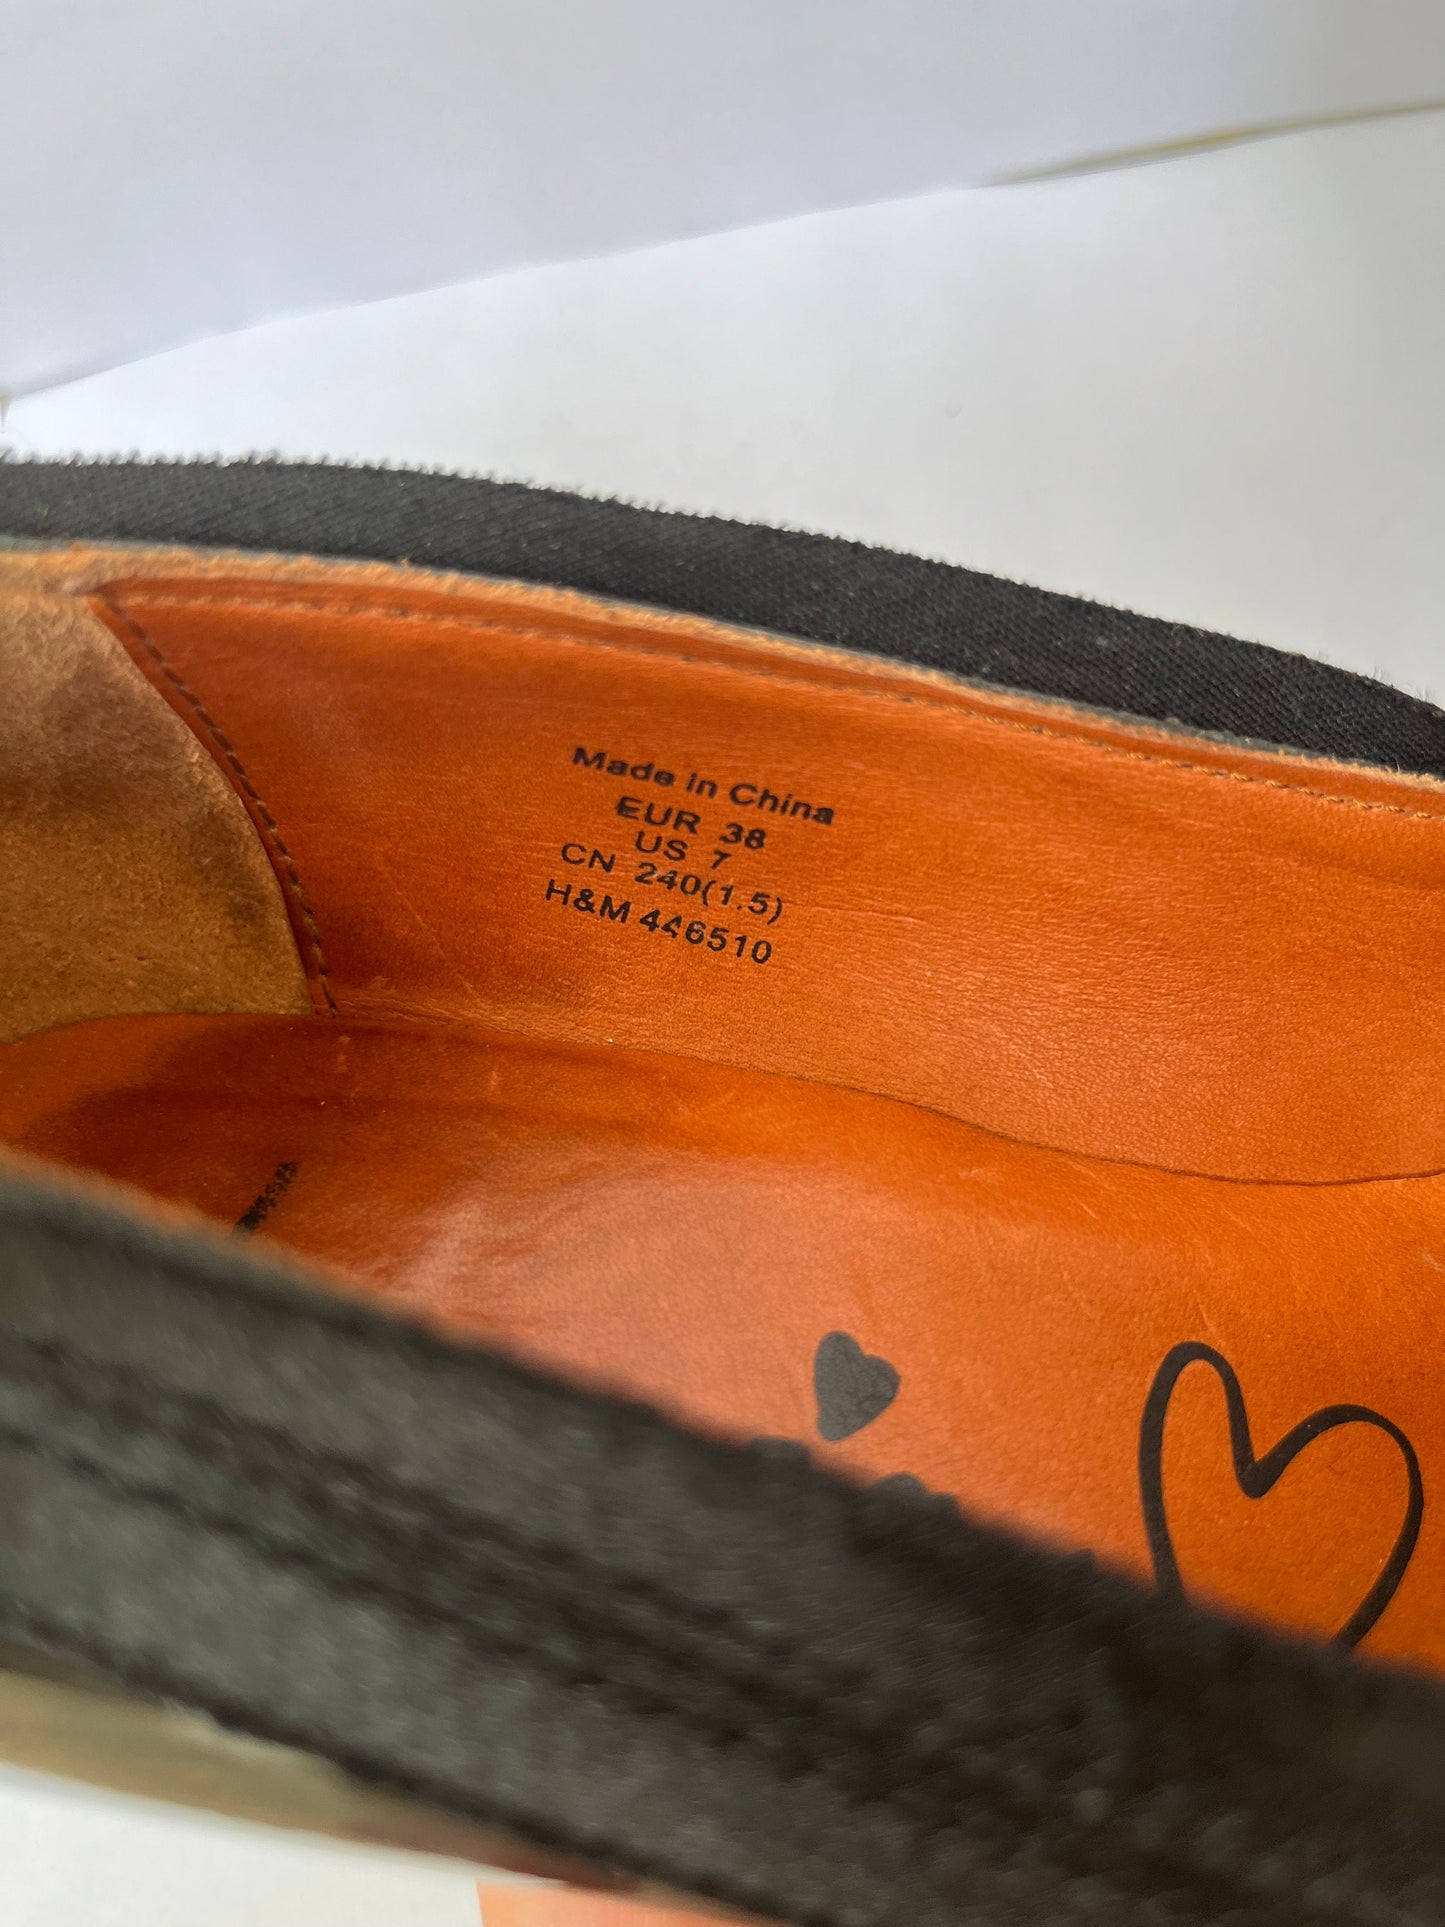 Made in China
EUR 38
US 7
CN 240(1.5)
H&M 446510